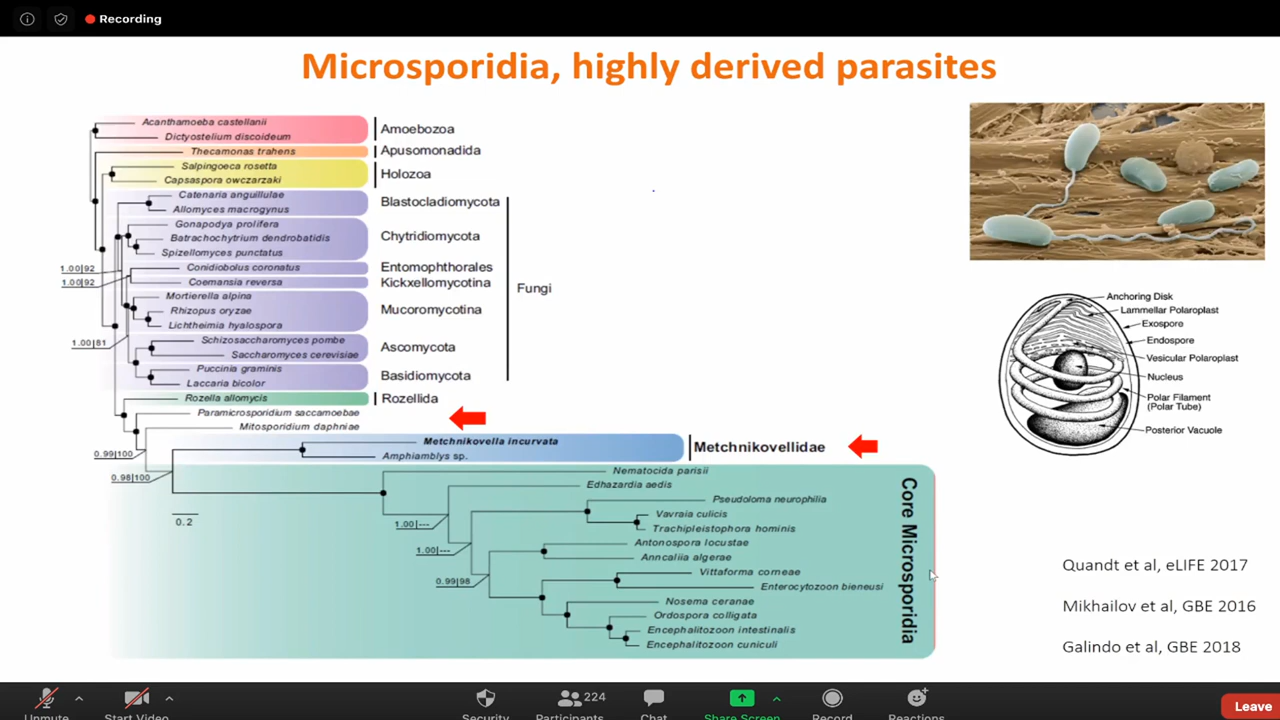 Recording
Microsporidia, highly derived parasites
Acanthamoeba castellanii
Dictyostelium discoideum
Amoebozoa
Thecamonas trahens
Apusomonadida
Salpingoeca rosetta
Capsaspora owczarzaki
Holozoa
Catenaria anguillulae
Allomyces macrogynus
Blastocladiomycota
Gonapodya prolifera
Batrachochytrium dendrobatidis
Spizellomyces punctatus
Chytridiomycota
1.00|92
Conidiobolus coronatus
Entomophthorales
1.00|92
Coemansia reversa
Kickxellomycotina
Fungi
Mortierella alpina
Rhizopus oryzae
Lichtheimia hyalospora
Mucoromycotina
1.00|81
Schizosaccharomyces pombe
Saccharomyces cerevisiae
Ascomycota
Puccinia graminis
Laccaria bicolor
Basidiomycota
Rozella allomycis
Rozellida
Paramicrosporidium saccamoebae
Mitosporidium daphniae
0.99|100
Metchnikovella incurvata
Amphiamblys sp.
Metchnikovellidae
0.98|100
Nematocida parisii
Edhazardia aedis
Pseudoloma neurophilia
Vavraia culicis
Trachipleistophora hominis
1.00|---
Antonospora locustae
Anncaliia algerae
1.00|---
Vittaforma corneae
Enterocytozoon bieneusi
0.99|98
Nosema ceranae
Ordospora colligata
Encephalitozoon intestinalis
Encephalitozoon cuniculi
Core Microsporidia
0.2
Anchoring Disk
Lammellar Polaroplast
Exospore
Endospore
Vesicular Polaroplast
Nucleus
Polar Filament
(Polar Tube)
Posterior Vacuole
Quandt et al, eLIFE 2017
Mikhailov et al, GBE 2016
Galindo et al, GBE 2018
Unmute
Start Video
Security
224
Participants
Chat
Share Screen
Record
Reactions
Leave